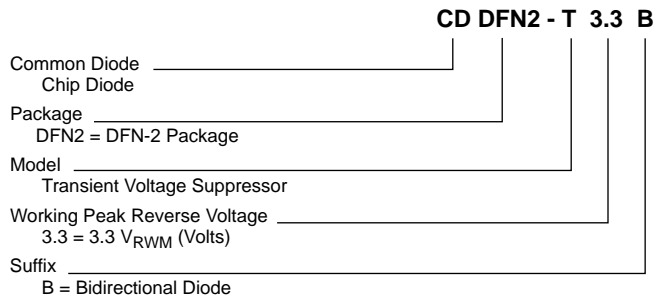 CD DFN2 - T 3.3 B
Common Diode
Chip Diode
Package
DFN2 = DFN-2 Package
Model
Transient Voltage Suppressor
Working Peak Reverse Voltage
3.3 = 3.3 VRWM (Volts)
Suffix
B = Bidirectional Diode